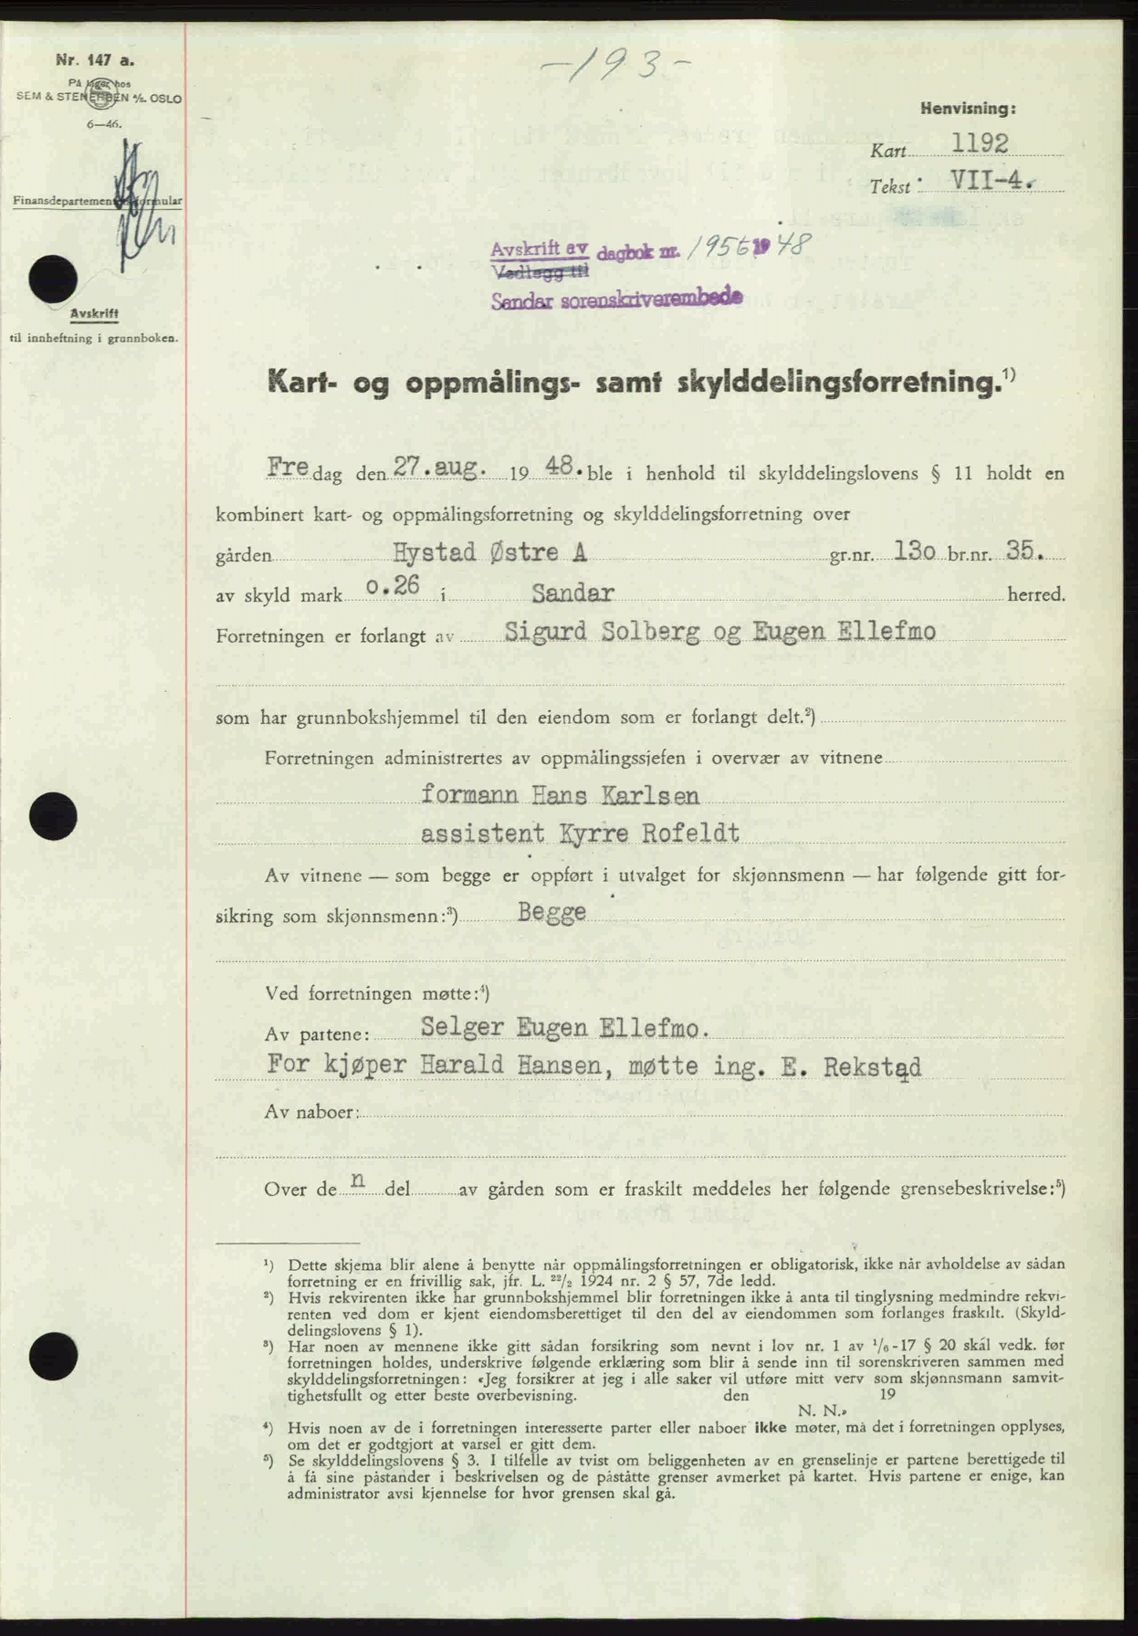 -193-
Nr. 147 a.
På lager hos
SEM & STENERSEN A/S. OSLO
6—46.
Finansdepartementets formular
Avskrift
til innheftning i grunnboken.
Henvisning:
Kart 1192
Tekst: VII-4.
Avskrift av dagbok nr. 1956 1948
Vedlegg til
Sandar sorenskriverembede
Kart- og oppmålings- samt skylddelingsforretning.¹)
Fredag den 27.aug. 1948. ble i henhold til skylddelingslovens § 11 holdt en
kombinert kart- og oppmålingsforretning og skylddelingsforretning over
gården Hystad Østre A gr.nr. 130 br.nr. 35.
av skyld mark 0.26 i Sandar herred.
Forretningen er forlangt av Sigurd Solberg og Eugen Ellefmo
som har grunnbokshjemmel til den eiendom som er forlangt delt.²)
Forretningen administrertes av oppmålingssjefen i overvær av vitnene
formann Hans Karlsen
assistent Kyrre Rofeldt
Av vitnene — som begge er oppført i utvalget for skjønnsmenn — har følgende gitt for-
sikring som skjønnsmenn:³) Begge
Ved forretningen møtte:⁴)
Av partene: Selger Eugen Ellefmo.
For kjøper Harald Hansen, møtte ing. E. Rekstad
Av naboer:
Over de n del av gården som er fraskilt meddeles her følgende grensebeskrivelse:⁵)
¹) Dette skjema blir alene å benytte når oppmålingsforretningen er obligatorisk, ikke når avholdelse av sådan
forretning er en frivillig sak, jfr. L. ²²/₂ 1924 nr. 2 § 57, 7de ledd.
²) Hvis rekvirenten ikke har grunnbokshjemmel blir forretningen ikke å anta til tinglysning medmindre rekvi-
renten ved dom er kjent eiendomsberettiget til den del av eiendommen som forlanges fraskilt. (Skyld-
delingslovens § 1).
³) Har noen av mennene ikke gitt sådan forsikring som nevnt i lov nr. 1 av ¹/₆-17 § 20 skal vedk. før
forretningen holdes, underskrive følgende erklæring som blir å sende inn til sorenskriveren sammen med
skylddelingsforretningen: «Jeg forsikrer at jeg i alle saker vil utføre mitt verv som skjønnsmann samvit-
tighetsfullt og etter beste overbevisning. den 19
N. N.»
⁴) Hvis noen av de i forretningen interesserte parter eller naboer ikke møter, må det i forretningen opplyses,
om det er godtgjort at varsel er gitt dem.
⁵) Se skylddelingslovens § 3. I tilfelle av tvist om beliggenheten av en grenselinje er partene berettigede til
å få sine påstander i beskrivelsen og de påståtte grenser avmerket på kartet. Hvis partene er enige, kan
administrator avsi kjennelse for hvor grensen skal gå.